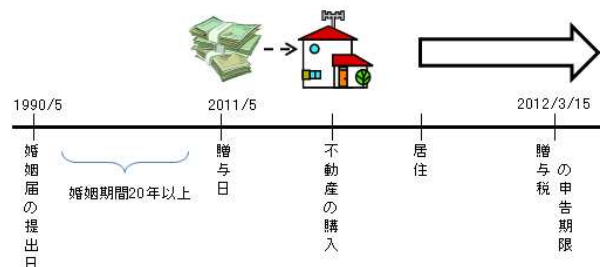 1990/5
2011/5
2012/3/15
婚姻届の提出日
婚姻期間20年以上
贈与日
不動産の購入
居住
贈与税
の申告期限